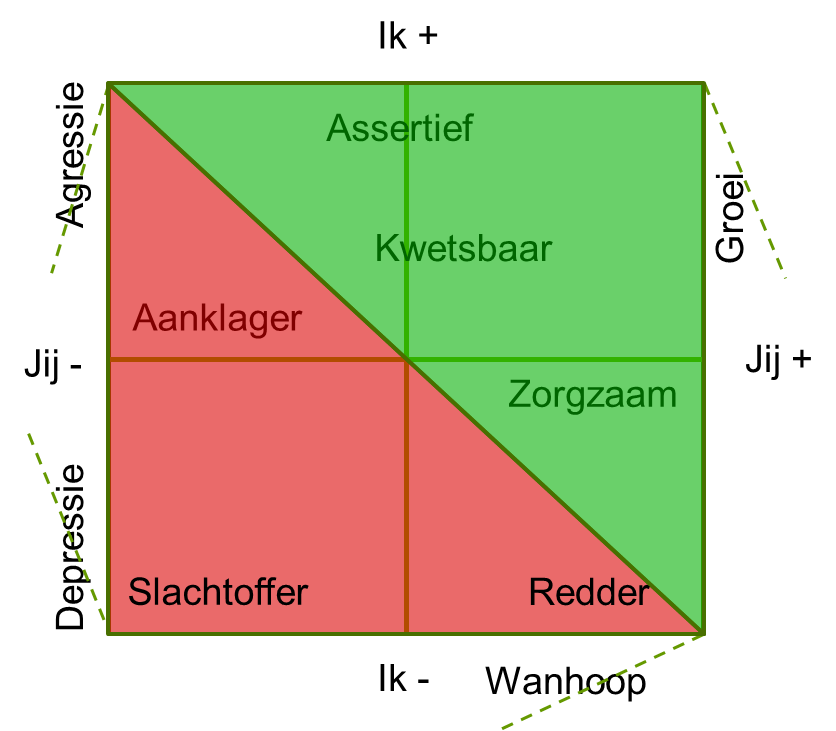 Ik +
Agressie
Assertief
Groei
Kwetsbaar
Aanklager
Jij -
Jij +
Zorgzaam
Depressie
Slachtoffer
Redder
Ik -
Wanhoop